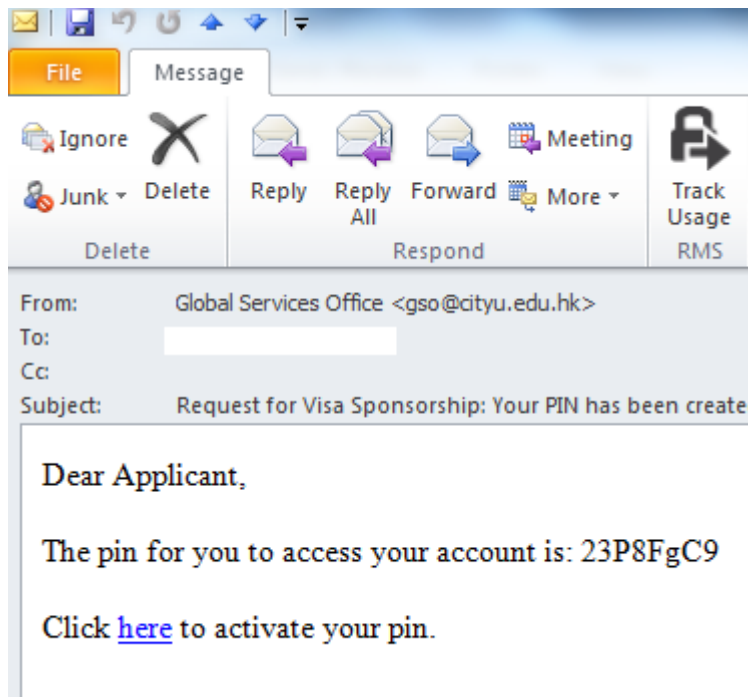 File Message
Ignore
Junk Delete Reply Reply All Forward Meeting
More Track Usage
Delete Respond RMS
From: Global Services Office <gso@cityu.edu.hk>
To:
Cc:
Subject: Request for Visa Sponsorship: Your PIN has been create
Dear Applicant,
The pin for you to access your account is: 23P8FgC9
Click here to activate your pin.